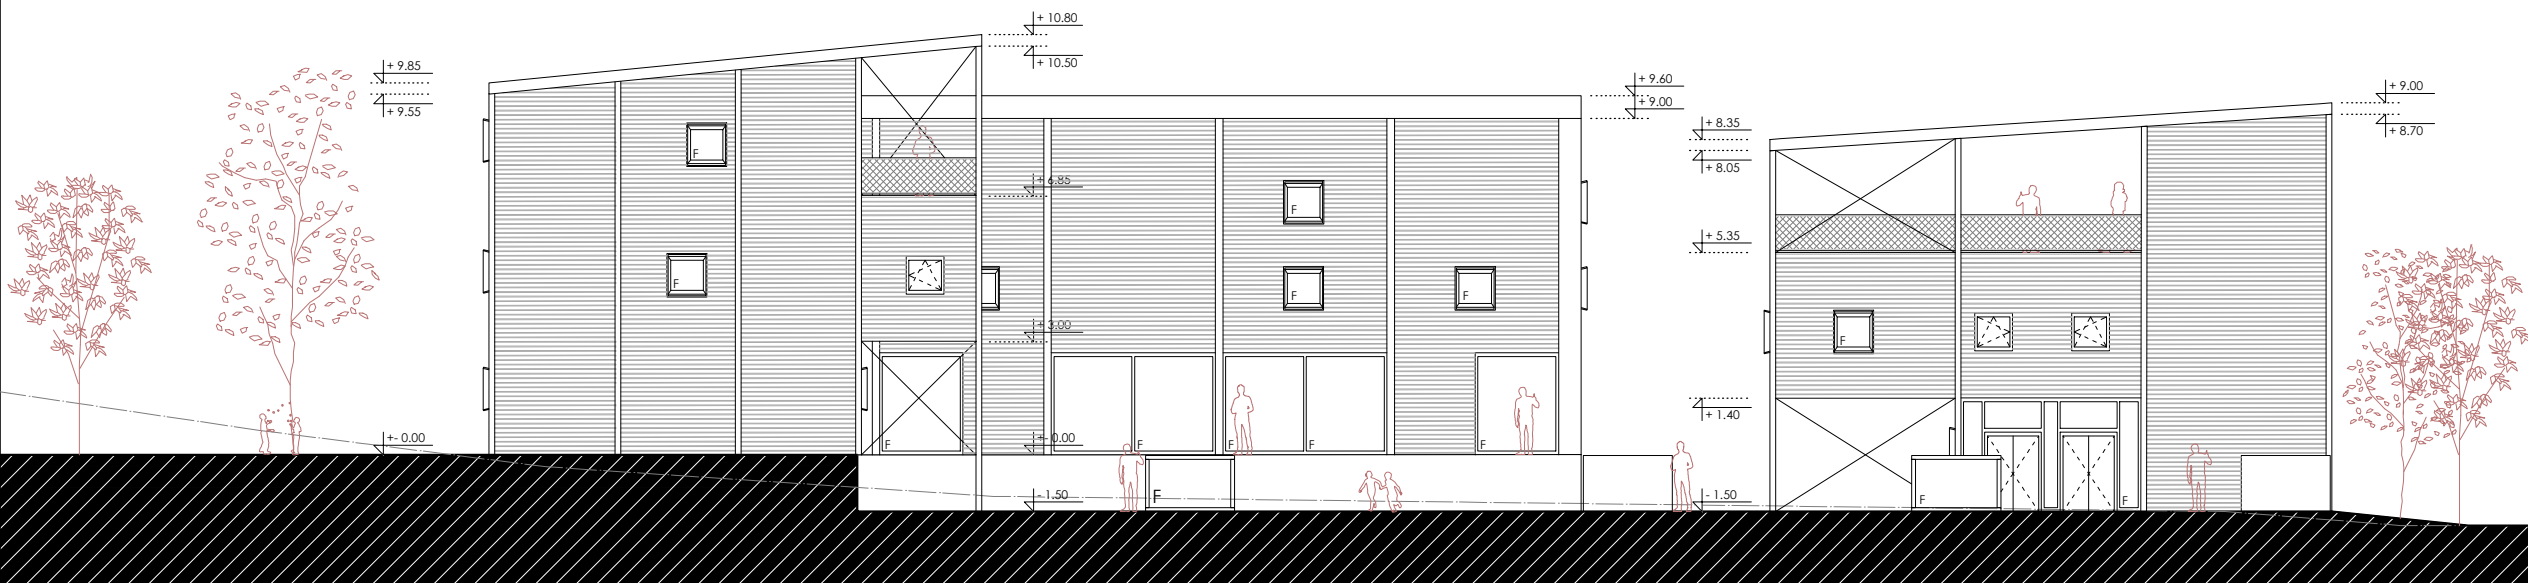 + 10.80
+ 10.50
+ 9.85
+ 9.55
+ 9.60
+ 9.00
+ 9.00
+ 8.70
+ 8.35
+ 8.05
F
+ 6.85
F
+ 5.35
F
F
F
+ 3.00
F
+ 1.40
+- 0.00
F
+- 0.00
F
F
F
F
- 1.50
F
- 1.50
F
F